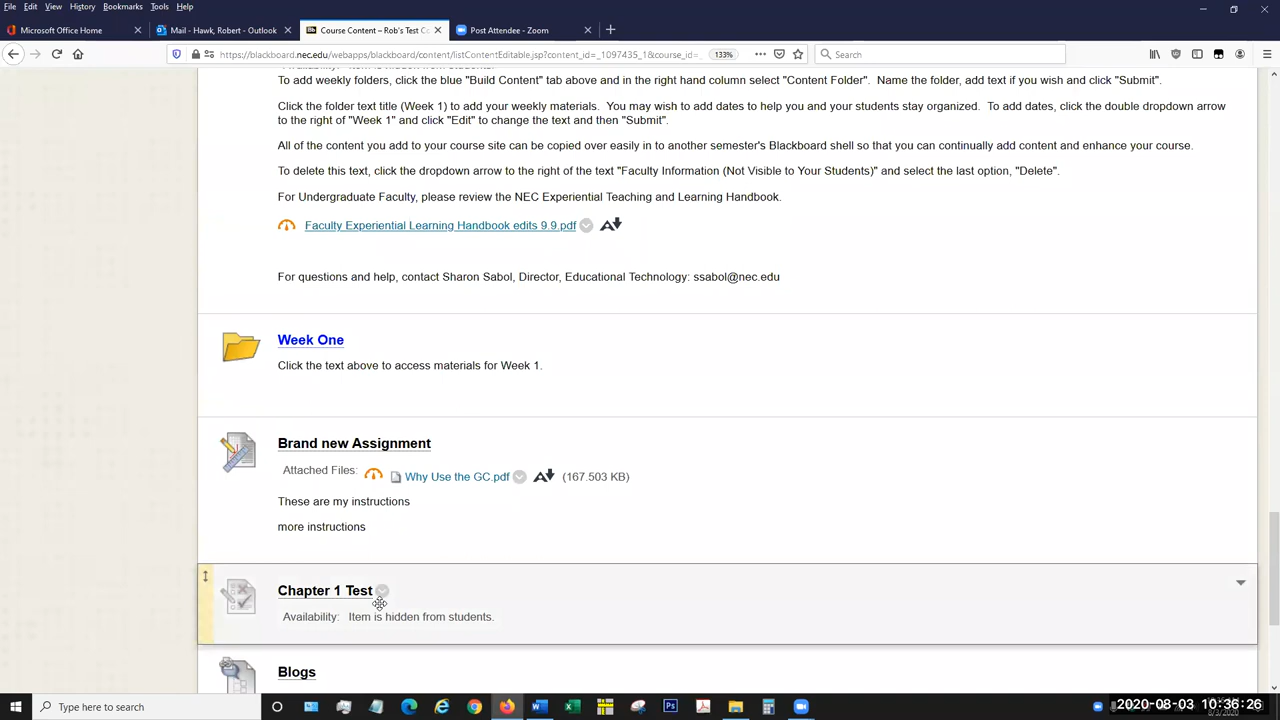 File Edit View History Bookmarks Tools Help
Microsoft Office Home
Mail - Hawk, Robert - Outlook
Course Content – Rob's Test Co
Post Attendee - Zoom
https://blackboard.nec.edu/webapps/blackboard/content/listContentEditable.jsp?content_id=_1097435_1&course_id=
133%
Search
To add weekly folders, click the blue "Build Content" tab above and in the right hand column select "Content Folder". Name the folder, add text if you wish and click "Submit".
Click the folder text title (Week 1) to add your weekly materials. You may wish to add dates to help you and your students stay organized. To add dates, click the double dropdown arrow
to the right of "Week 1" and click "Edit" to change the text and then "Submit".
All of the content you add to your course site can be copied over easily in to another semester's Blackboard shell so that you can continually add content and enhance your course.
To delete this text, click the dropdown arrow to the right of the text "Faculty Information (Not Visible to Your Students)" and select the last option, "Delete".
For Undergraduate Faculty, please review the NEC Experiential Teaching and Learning Handbook.
Faculty Experiential Learning Handbook edits 9.9.pdf
For questions and help, contact Sharon Sabol, Director, Educational Technology: ssabol@nec.edu
Week One
Click the text above to access materials for Week 1.
Brand new Assignment
Attached Files: Why Use the GC.pdf (167.503 KB)
These are my instructions
more instructions
Chapter 1 Test
Availability: Item is hidden from students.
Blogs
Type here to search
2020-08-03 10:36:26